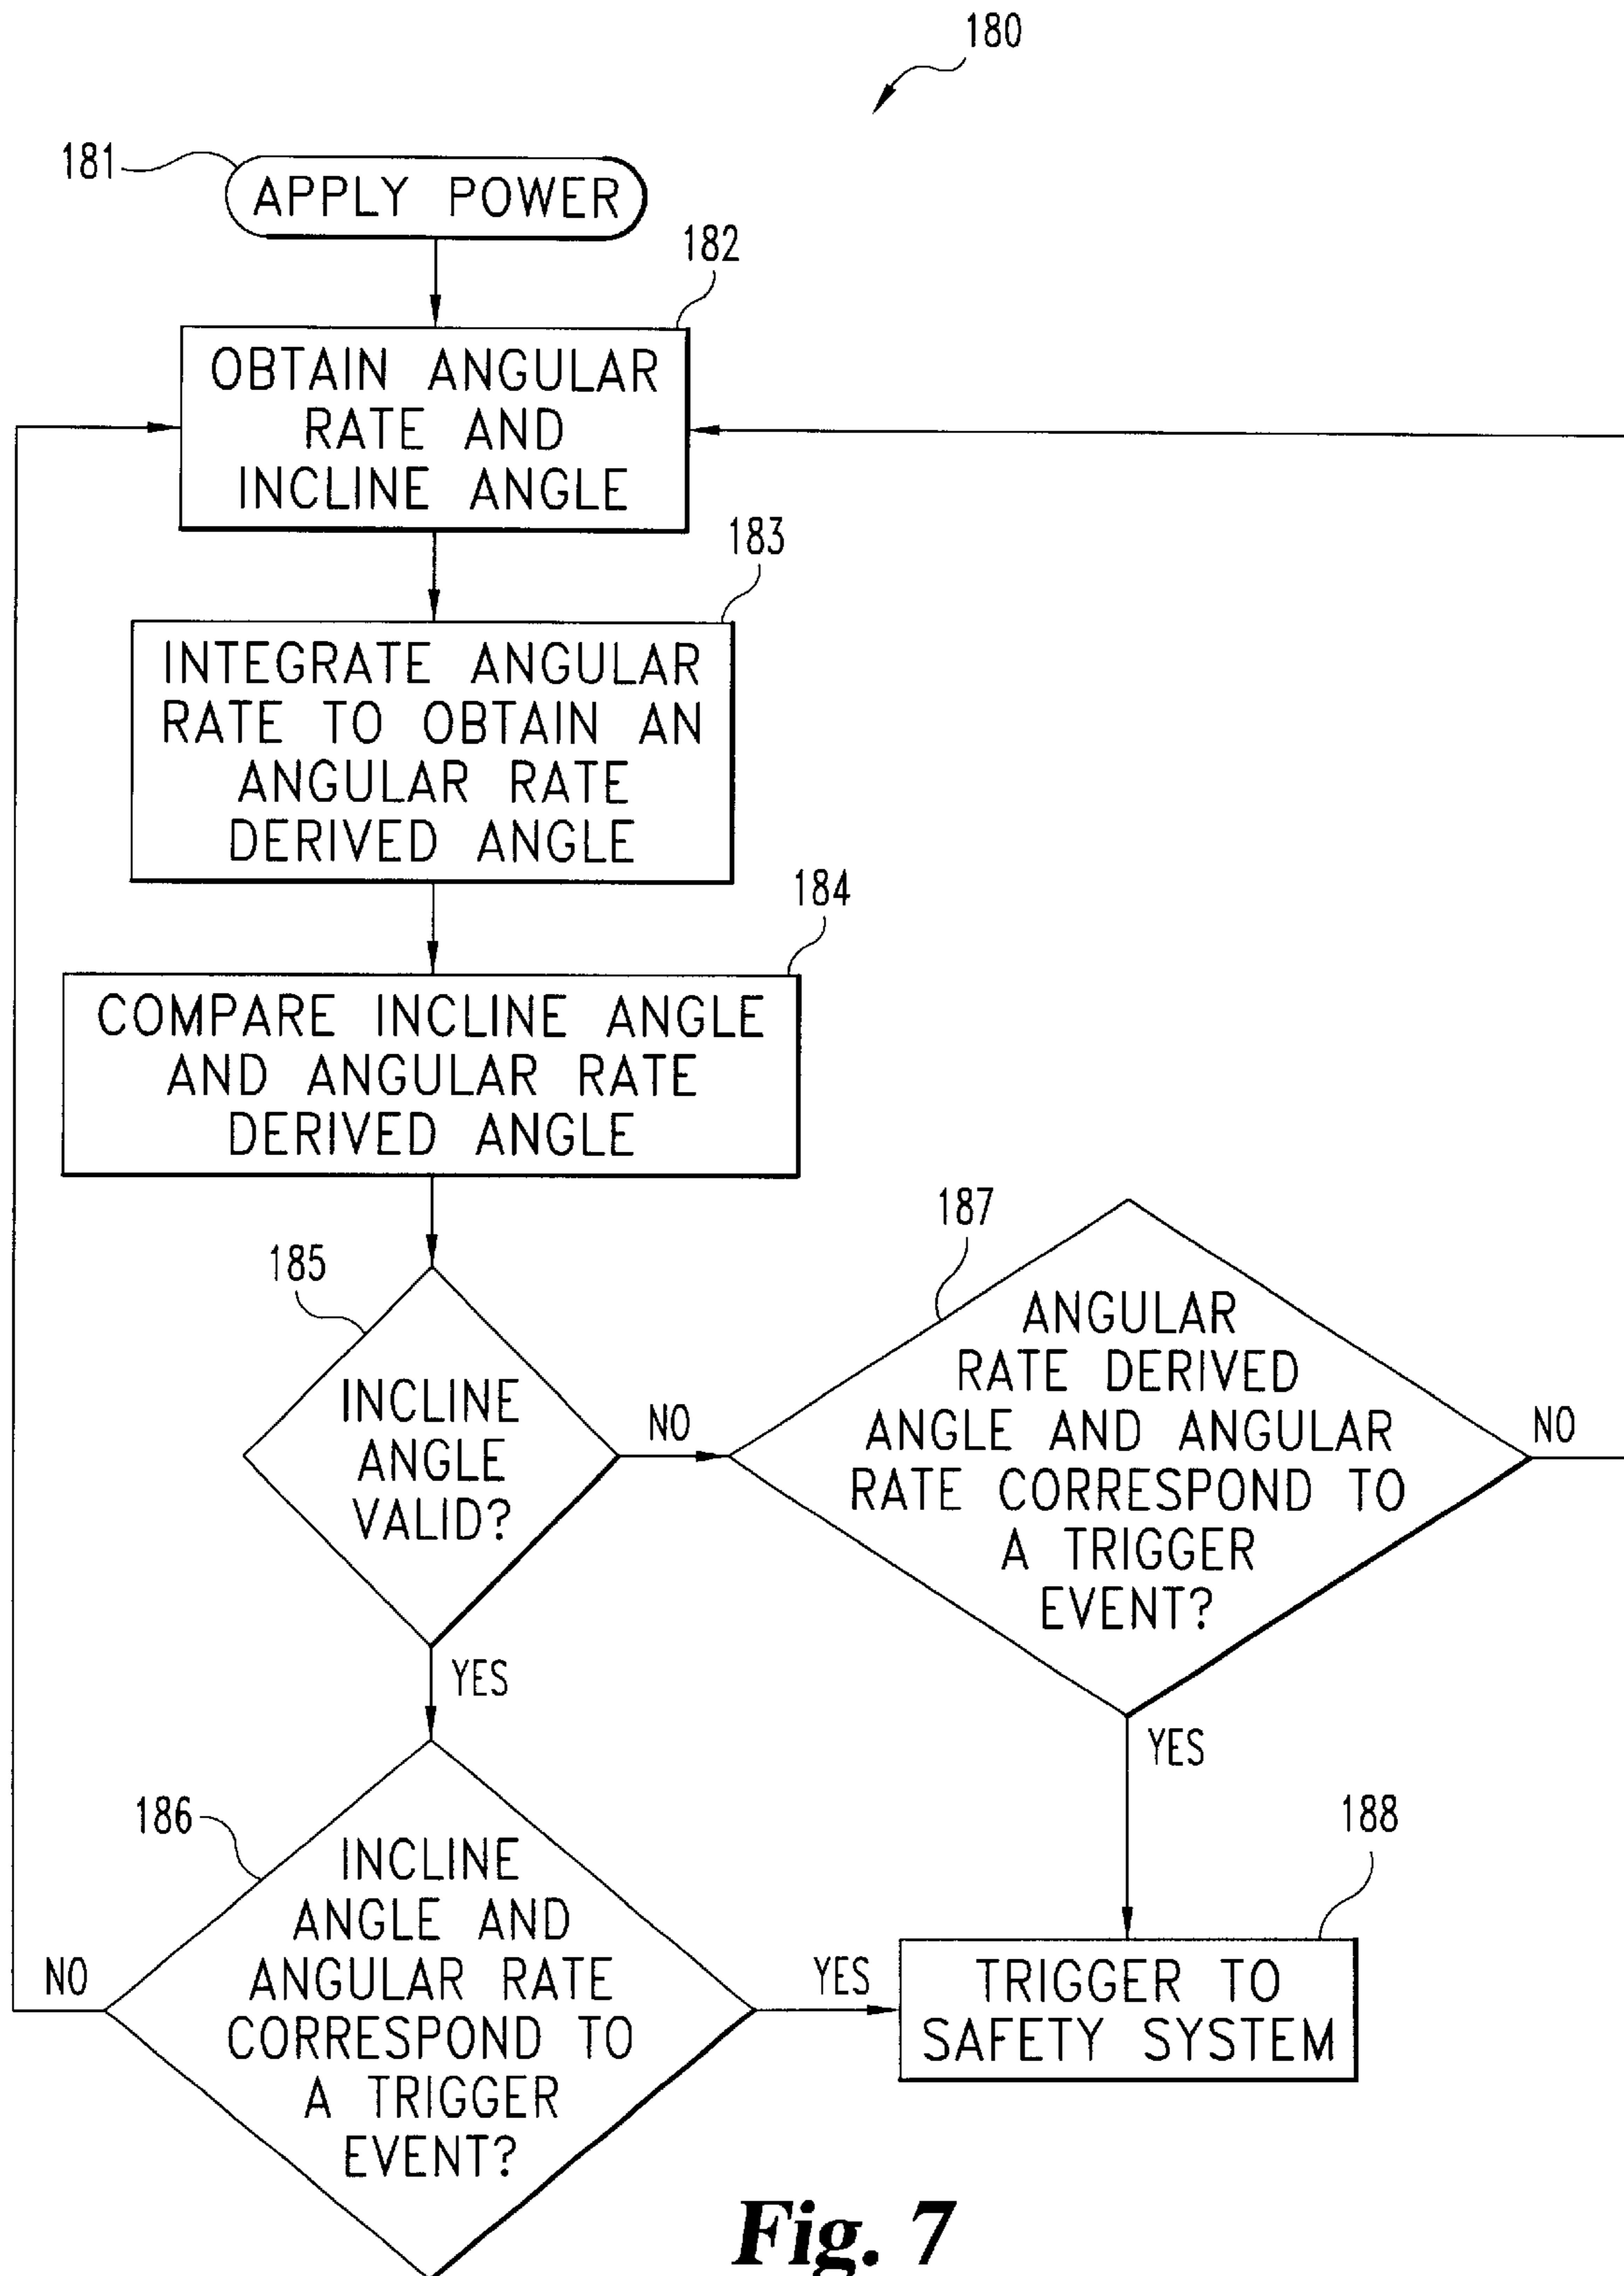 180
181
APPLY POWER
182
OBTAIN ANGULAR
RATE AND
INCLINE ANGLE
183
INTEGRATE ANGULAR
RATE TO OBTAIN AN
ANGULAR RATE
DERIVED ANGLE
184
COMPARE INCLINE ANGLE
AND ANGULAR RATE
DERIVED ANGLE
185
INCLINE
ANGLE
VALID?
NO
YES
187
ANGULAR
RATE DERIVED
ANGLE AND ANGULAR
RATE CORRESPOND TO
A TRIGGER
EVENT?
NO
YES
186
INCLINE
ANGLE AND
ANGULAR RATE
CORRESPOND TO
A TRIGGER
EVENT?
NO
YES
188
TRIGGER TO
SAFETY SYSTEM
Fig. 7